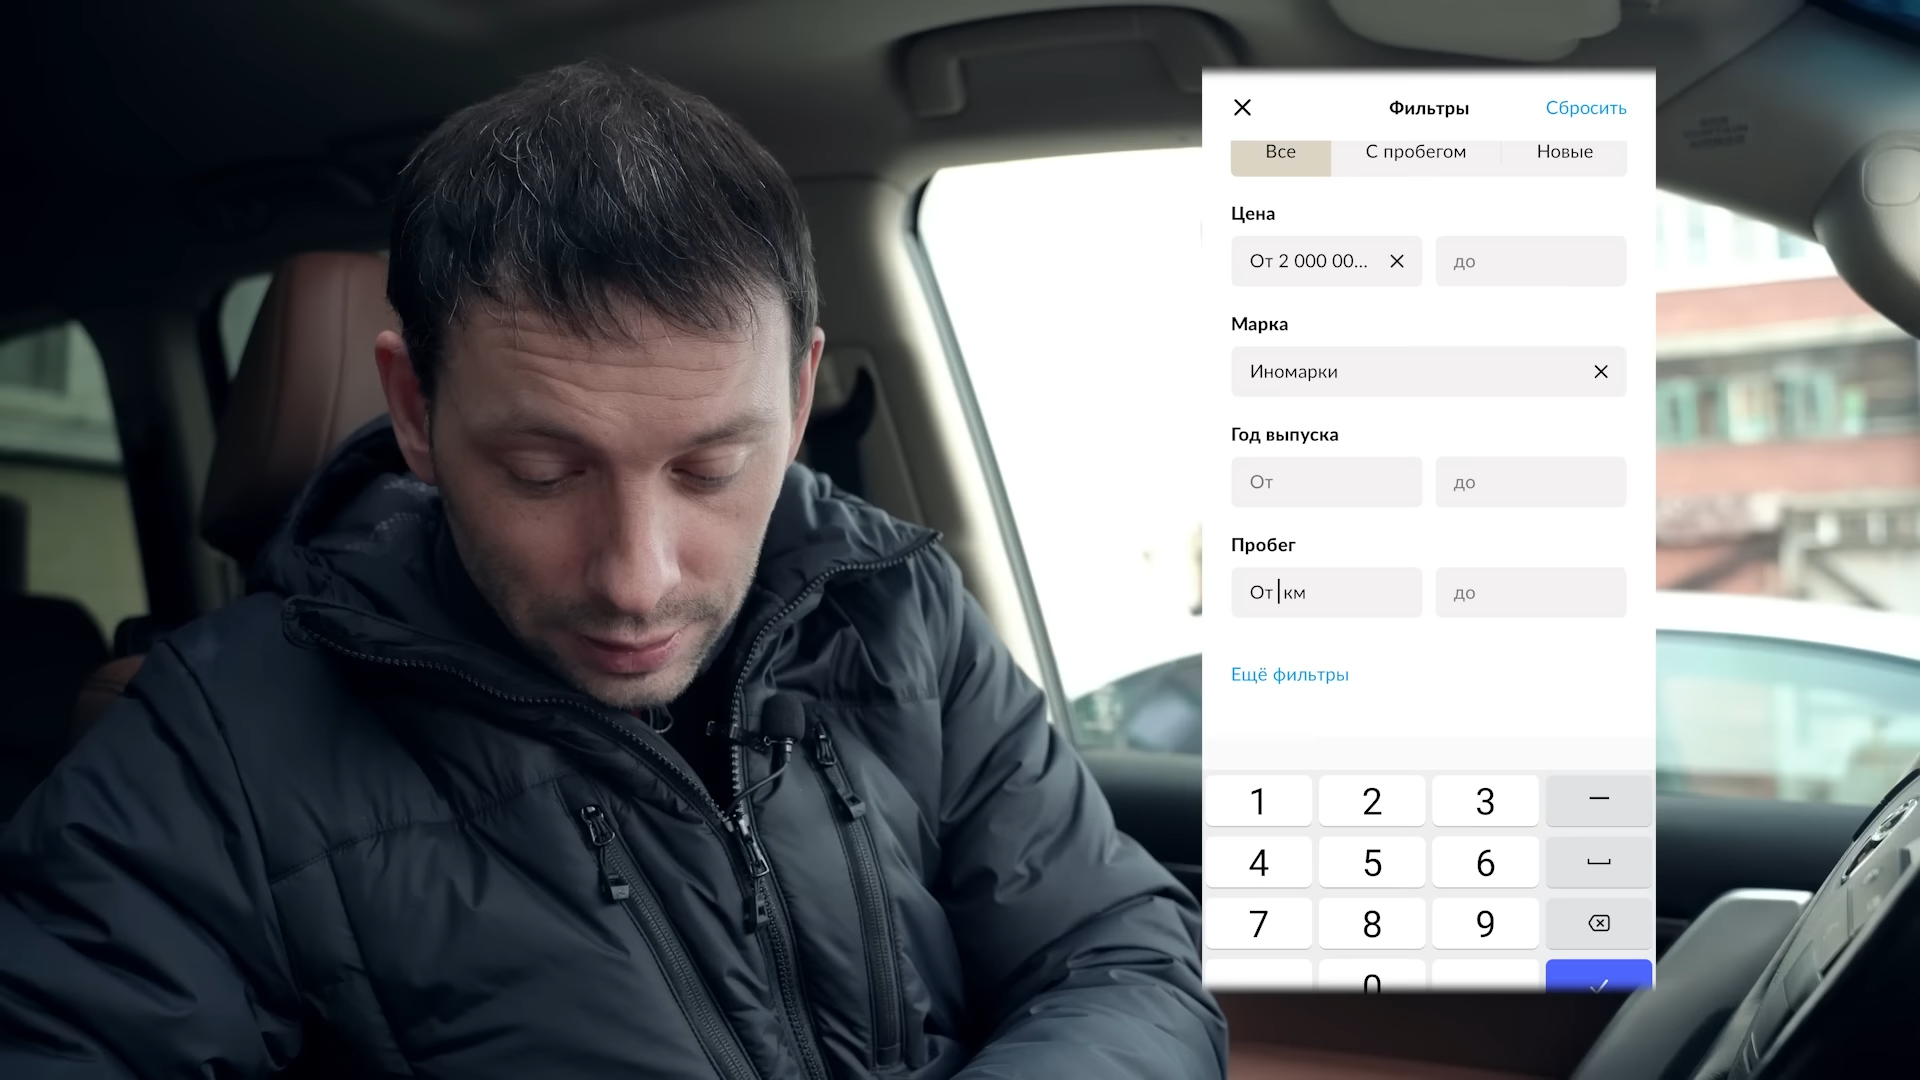 Фильтры Сбросить
Все С пробегом Новые
Цена
От 2 000 00... до
Марка
Иномарки
Год выпуска
От до
Пробег
От км до
Ещё фильтры
1 2 3
4 5 6
7 8 9
0